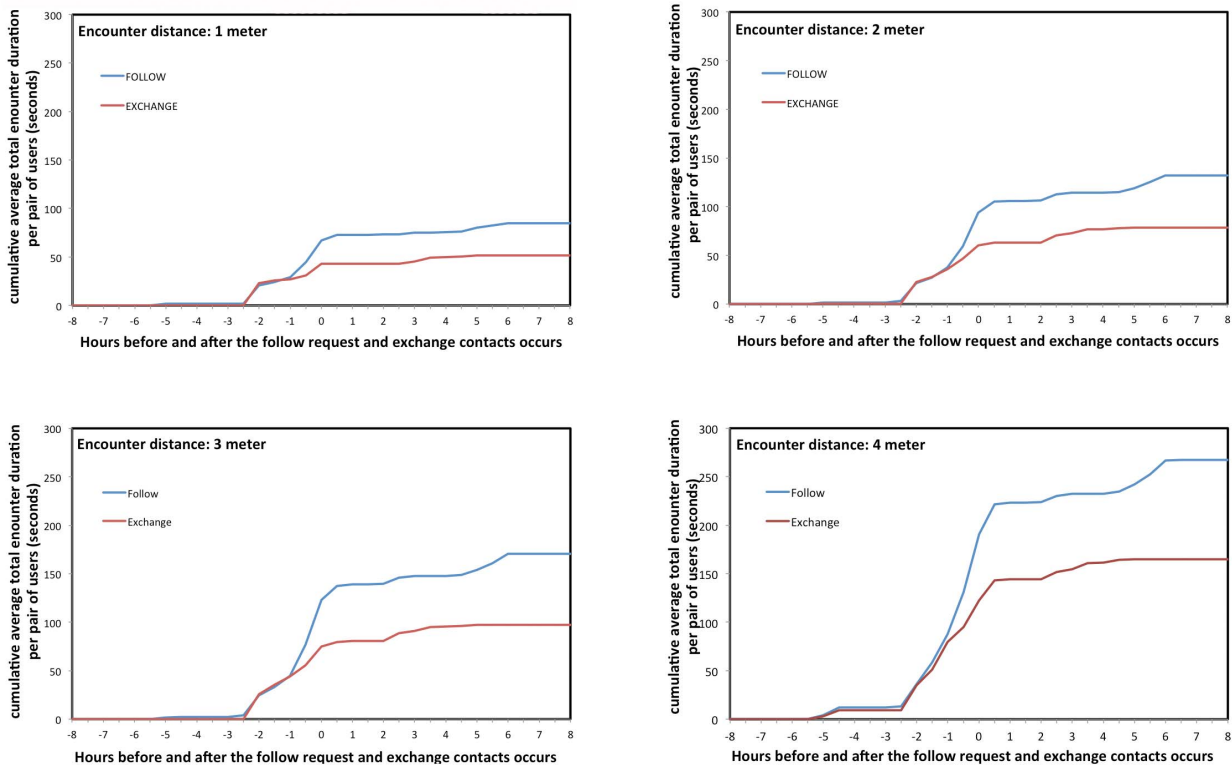 Encounter distance: 1 meter
FOLLOW
EXCHANGE
cumulative average total enounter duration
per pair of users (seconds)
300
250
200
150
100
50
0
-8 -7 -6 -5 -4 -3 -2 -1 0 1 2 3 4 5 6 7 8
Hours before and after the follow request and exchange contacts occurs
Encounter distance: 2 meter
FOLLOW
EXCHANGE
cumulative average total enounter duration
per pair of users (seconds)
300
250
200
150
100
50
0
-8 -7 -6 -5 -4 -3 -2 -1 0 1 2 3 4 5 6 7 8
Hours before and after the follow request and exchange contacts occurs
Encounter distance: 3 meter
Follow
Exchange
cumulative average total enounter duration
per pair of users (seconds)
300
250
200
150
100
50
0
-8 -7 -6 -5 -4 -3 -2 -1 0 1 2 3 4 5 6 7 8
Hours before and after the follow request and exchange contacts occurs
Encounter distance: 4 meter
Follow
Exchange
cumulative average total enounter duration
per pair of users (seconds)
300
250
200
150
100
50
0
-8 -7 -6 -5 -4 -3 -2 -1 0 1 2 3 4 5 6 7 8
Hours before and after the follow request and exchange contacts occurs